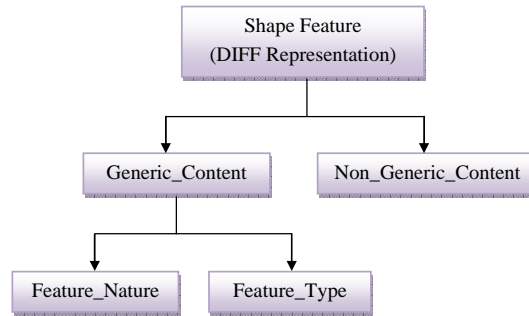 Shape Feature
(DIFF Representation)
Generic_Content
Non_Generic_Content
Feature_Nature
Feature_Type